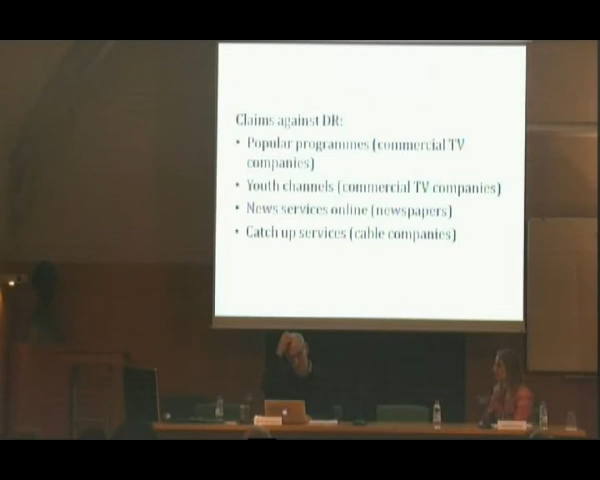 Claims against DR:
• Popular programmes (commercial TV
companies)
• Youth channels (commercial TV companies)
• News services online (newspapers)
• Catch up services (cable companies)